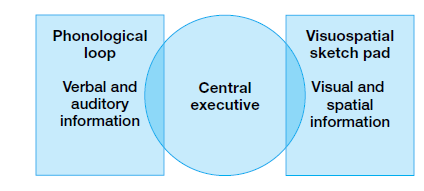 Phonological
loop
Verbal and
auditory
information
Central
executive
Visuospatial
sketch pad
Visual and
spatial
information